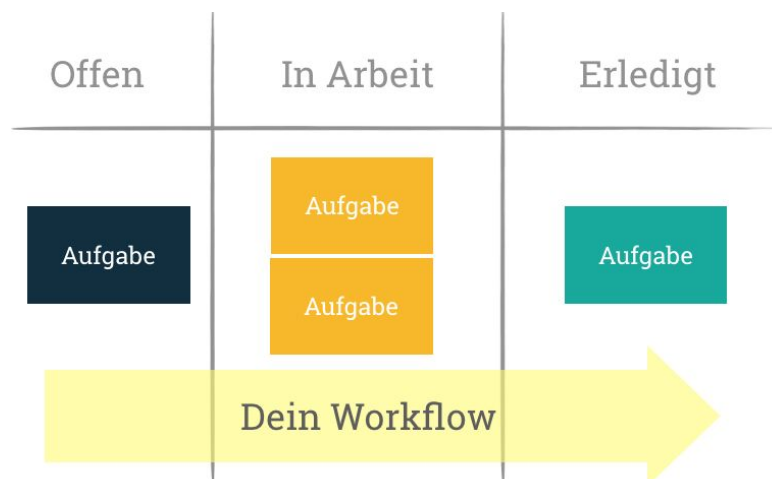 Offen
In Arbeit
Erledigt
Aufgabe
Aufgabe
Aufgabe
Aufgabe
Dein Workflow